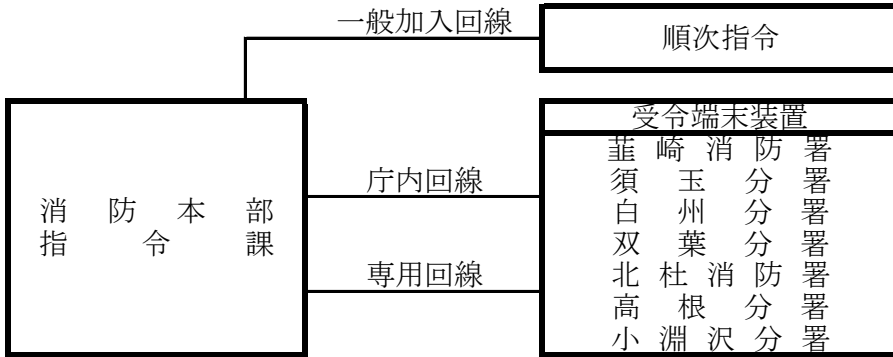 一般加入回線
順次指令
消防本部
指令課
庁内回線
専用回線
受令端末装置
韮崎消防署
須玉分署
白州分署
双葉分署
北杜消防署
高根分署
小淵沢分署